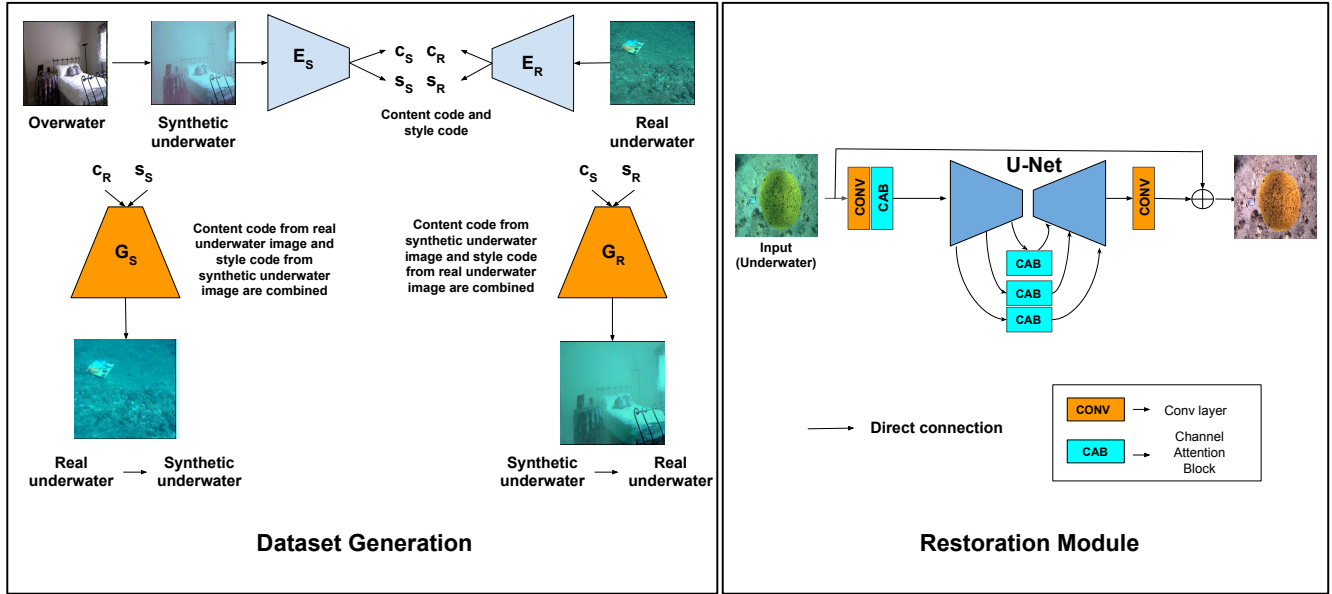 Overwater
Synthetic
underwater
E_S
c_S c_R
s_S s_R
Content code and
style code
E_R
Real
underwater
c_R s_S
G_S
Content code from real
underwater image and
style code from
synthetic underwater
image are combined
Real
underwater
Synthetic
underwater
c_S s_R
Content code from
synthetic underwater
image and style code
from real underwater
image are combined
G_R
Synthetic
underwater
Real
underwater
Dataset Generation
Input
(Underwater)
CONV
CAB
U-Net
CAB
CAB
CAB
CONV
Direct connection
CONV
Conv layer
CAB
Channel
Attention
Block
Restoration Module